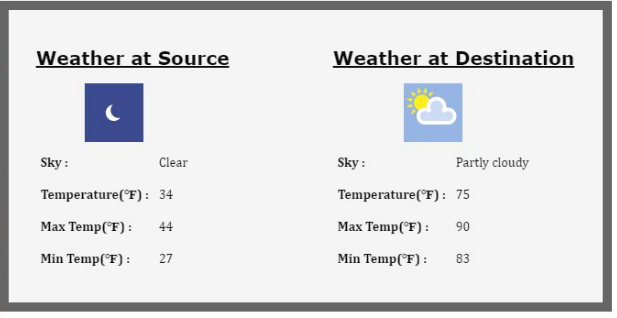 Weather at Source
Sky : Clear
Temperature(°F) : 34
Max Temp(°F) : 44
Min Temp(°F) : 27
Weather at Destination
Sky : Partly cloudy
Temperature(°F) : 75
Max Temp(°F) : 90
Min Temp(°F) : 83